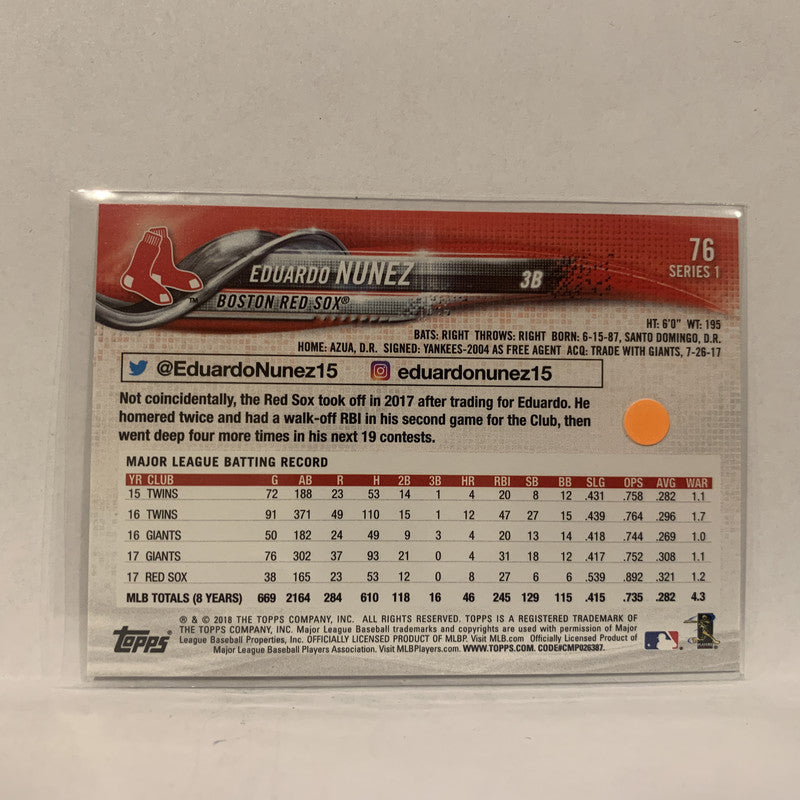 76
SERIES 1
EDUARDO NUNEZ
3B
BOSTON RED SOX®
TM
HT: 6'0" WT: 195
BATS: RIGHT THROWS: RIGHT BORN: 6-15-87, SANTO DOMINGO, D.R.
HOME: AZUA, D.R. SIGNED: YANKEES-2004 AS FREE AGENT ACQ: TRADE WITH GIANTS, 7-26-17
@EduardoNunez15 eduardonunez15
Not coincidentally, the Red Sox took off in 2017 after trading for Eduardo. He
homered twice and had a walk-off RBI in his second game for the Club, then
went deep four more times in his next 19 contests.
MAJOR LEAGUE BATTING RECORD
YR CLUB G AB R H 2B 3B HR RBI SB BB SLG OPS AVG WAR
15 TWINS 72 188 23 53 14 1 4 20 8 12 .431 .758 .282 1.1
16 TWINS 91 371 49 110 15 1 12 47 27 15 .439 .764 .296 1.7
16 GIANTS 50 182 24 49 9 3 4 20 13 14 .418 .744 .269 1.0
17 GIANTS 76 302 37 93 21 0 4 31 18 12 .417 .752 .308 1.1
17 RED SOX 38 165 23 53 12 0 8 27 6 6 .539 .892 .321 1.2
MLB TOTALS (8 YEARS) 669 2164 284 610 118 16 46 245 129 115 .415 .735 .282 4.3
® & © 2018 THE TOPPS COMPANY, INC. ALL RIGHTS RESERVED. TOPPS IS A REGISTERED TRADEMARK OF
THE TOPPS COMPANY, INC. Major League Baseball trademarks and copyrights are used with permission of Major
League Baseball Properties, Inc. OFFICIALLY LICENSED PRODUCT OF MLBP. Visit MLB.com Officially Licensed Product of
Major League Baseball Players Association. Visit MLBPlayers.com. WWW.TOPPS.COM. CODE#CMP026387.
topps